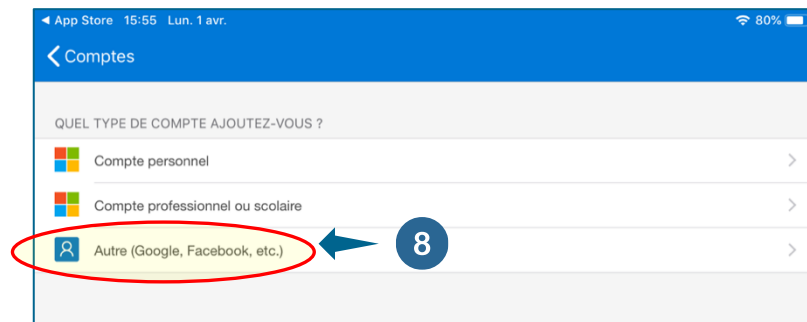 ◄ App Store 15:55 Lun. 1 avr. 80%
Comptes
QUEL TYPE DE COMPTE AJOUTEZ-VOUS ?
Compte personnel
Compte professionnel ou scolaire
Autre (Google, Facebook, etc.)
8